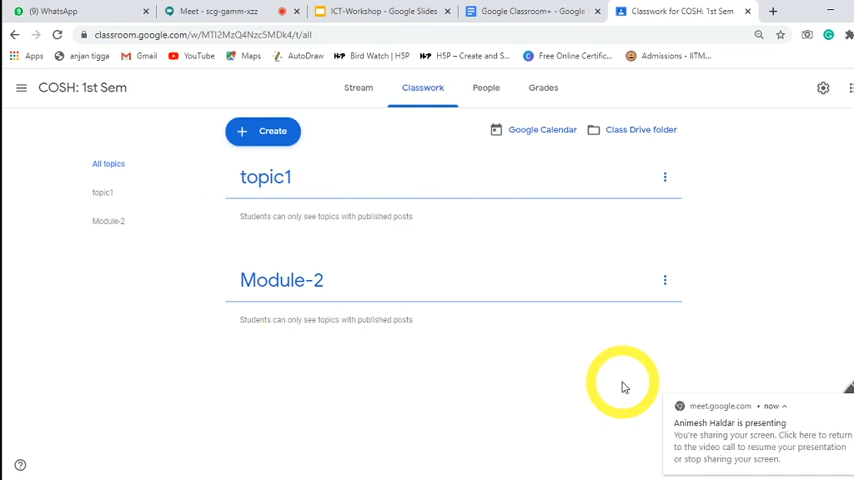 (9) WhatsApp
Meet - scg-gamm-xzz
ICT-Workshop - Google Slides
Google Classroom+ - Google
Classwork for COSH: 1st Sem
classroom.google.com/w/MTI2MzQ4Nzc5MDk4/t/all
Apps
anjan tigga
Gmail
YouTube
Maps
AutoDraw
H-P Bird Watch | H5P
H-P H5P – Create and S...
Free Online Certific...
Admissions - IITM...
COSH: 1st Sem
Stream
Classwork
People
Grades
+ Create
Google Calendar
Class Drive folder
All topics
topic1
Module-2
topic1
Students can only see topics with published posts
Module-2
Students can only see topics with published posts
meet.google.com • now
Animesh Haldar is presenting
You're sharing your screen. Click here to return
to the video call to resume your presentation
or stop sharing your screen.